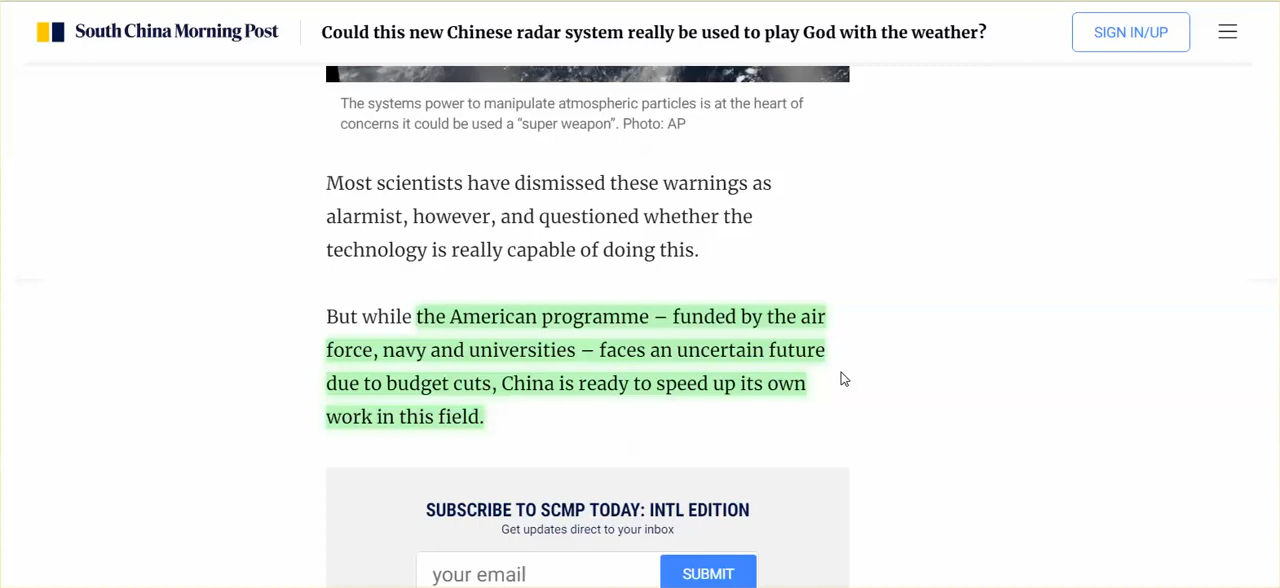 South China Morning Post
Could this new Chinese radar system really be used to play God with the weather?
SIGN IN/UP
The systems power to manipulate atmospheric particles is at the heart of
concerns it could be used a “super weapon”. Photo: AP
Most scientists have dismissed these warnings as
alarmist, however, and questioned whether the
technology is really capable of doing this.
But while the American programme – funded by the air
force, navy and universities – faces an uncertain future
due to budget cuts, China is ready to speed up its own
work in this field.
SUBSCRIBE TO SCMP TODAY: INTL EDITION
Get updates direct to your inbox
your email
SUBMIT